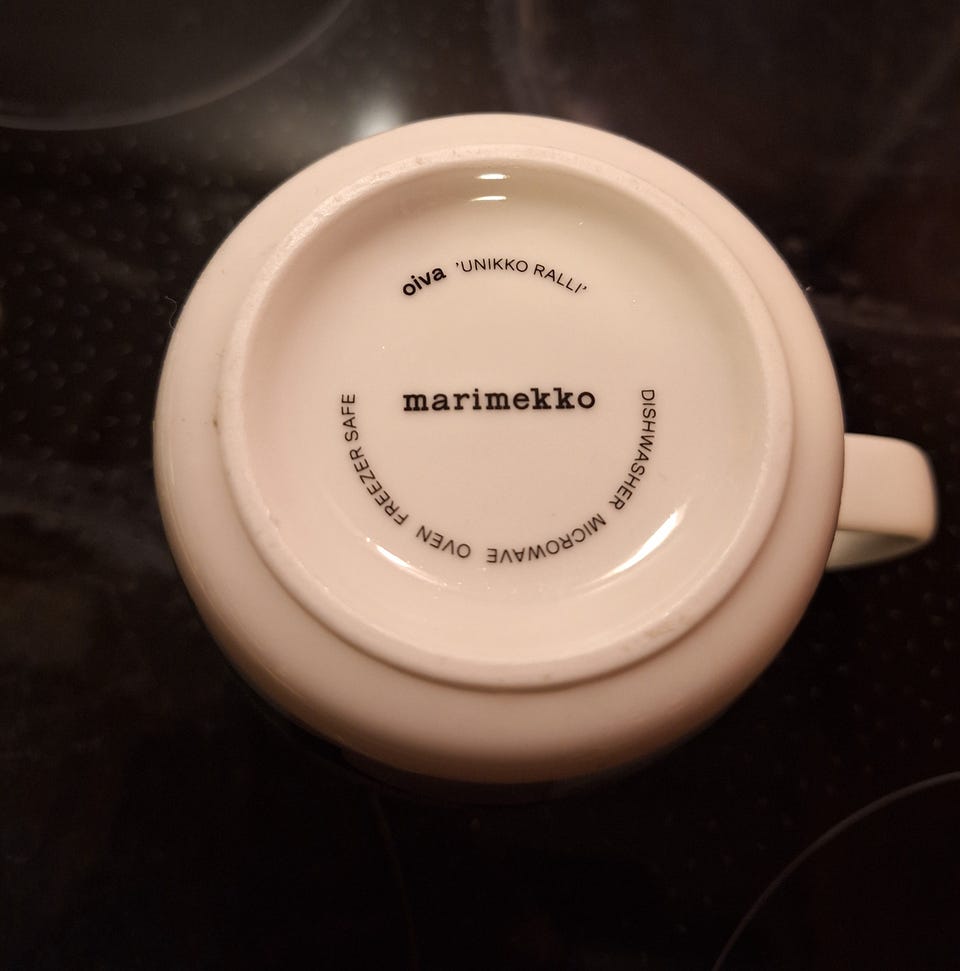 oiva 'UNIKKO RALLI'
marimekko
DISHWASHER MICROWAVE OVEN FREEZER SAFE